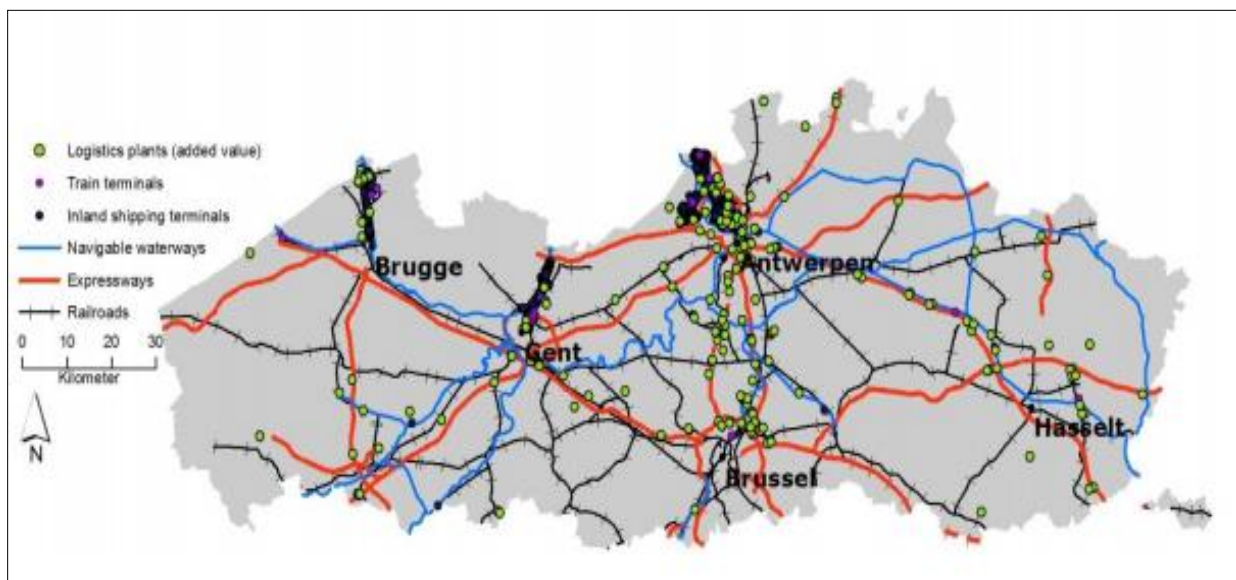 Logistics plants (added value)
Train terminals
Inland shipping terminals
Navigable waterways
Expressways
Railroads
0 10 20 30
Kilometer
N
Brugge
Antwerpen
Gent
Hasselt
Brussel